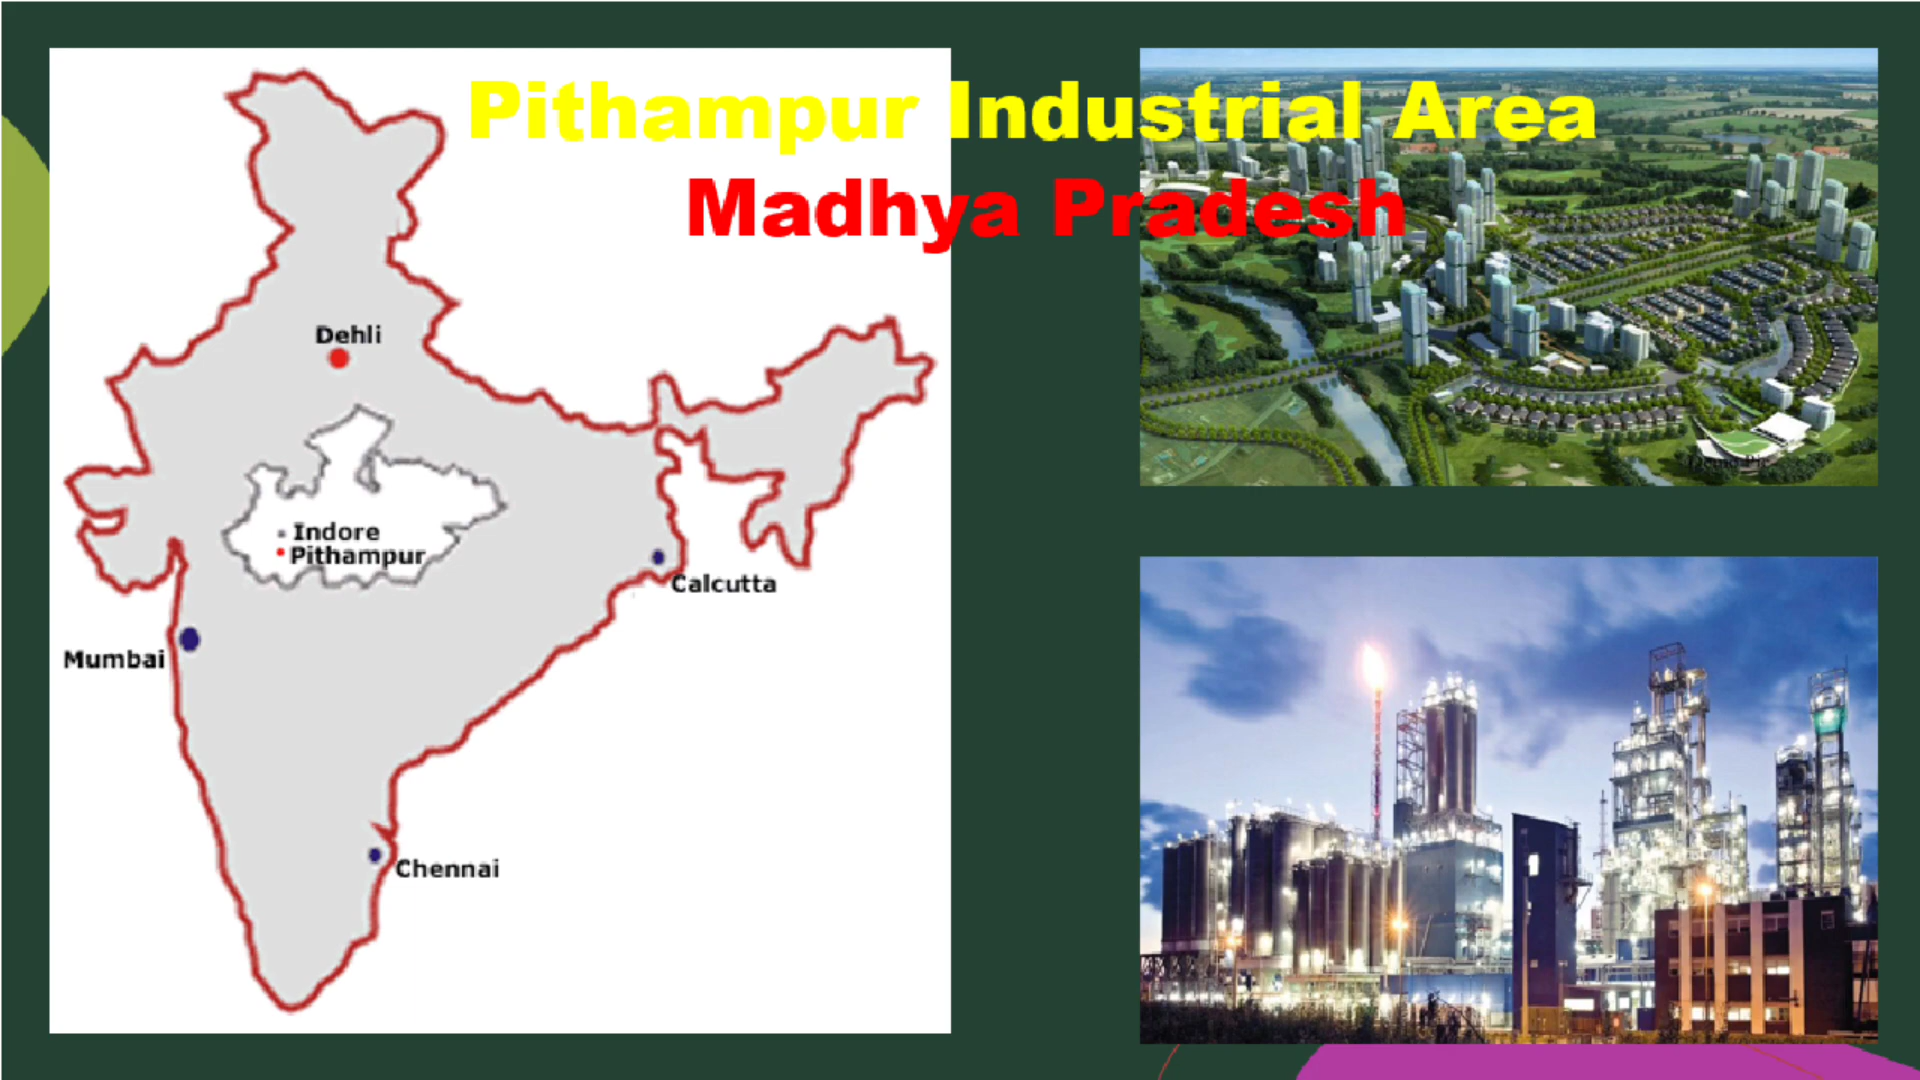 Pithampur Industrial Area
Madhya Pradesh
Dehli
Indore
Pithampur
Calcutta
Mumbai
Chennai